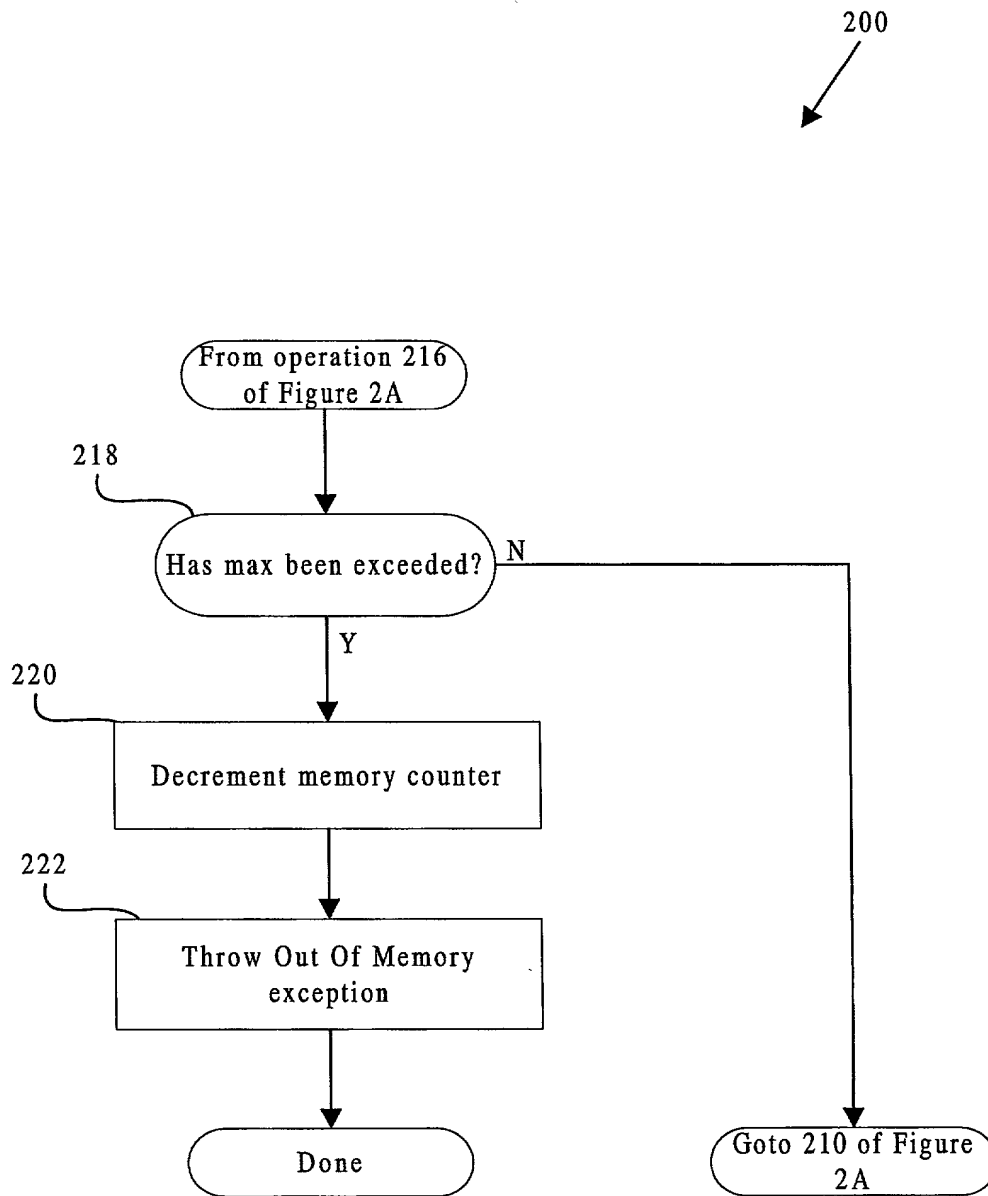 200
From operation 216
of Figure 2A
218
Has max been exceeded?
N
Y
220
Decrement memory counter
222
Throw Out Of Memory
exception
Done
Goto 210 of Figure
2A